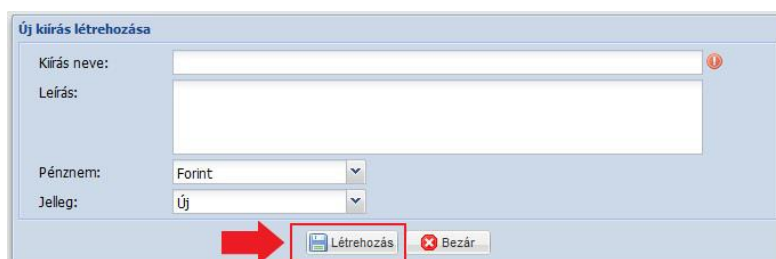 Új kiírás létrehozása
Kiírás neve:
Leírás:
Pénznem: Forint
Jelleg: Új
Létrehozás Bezár